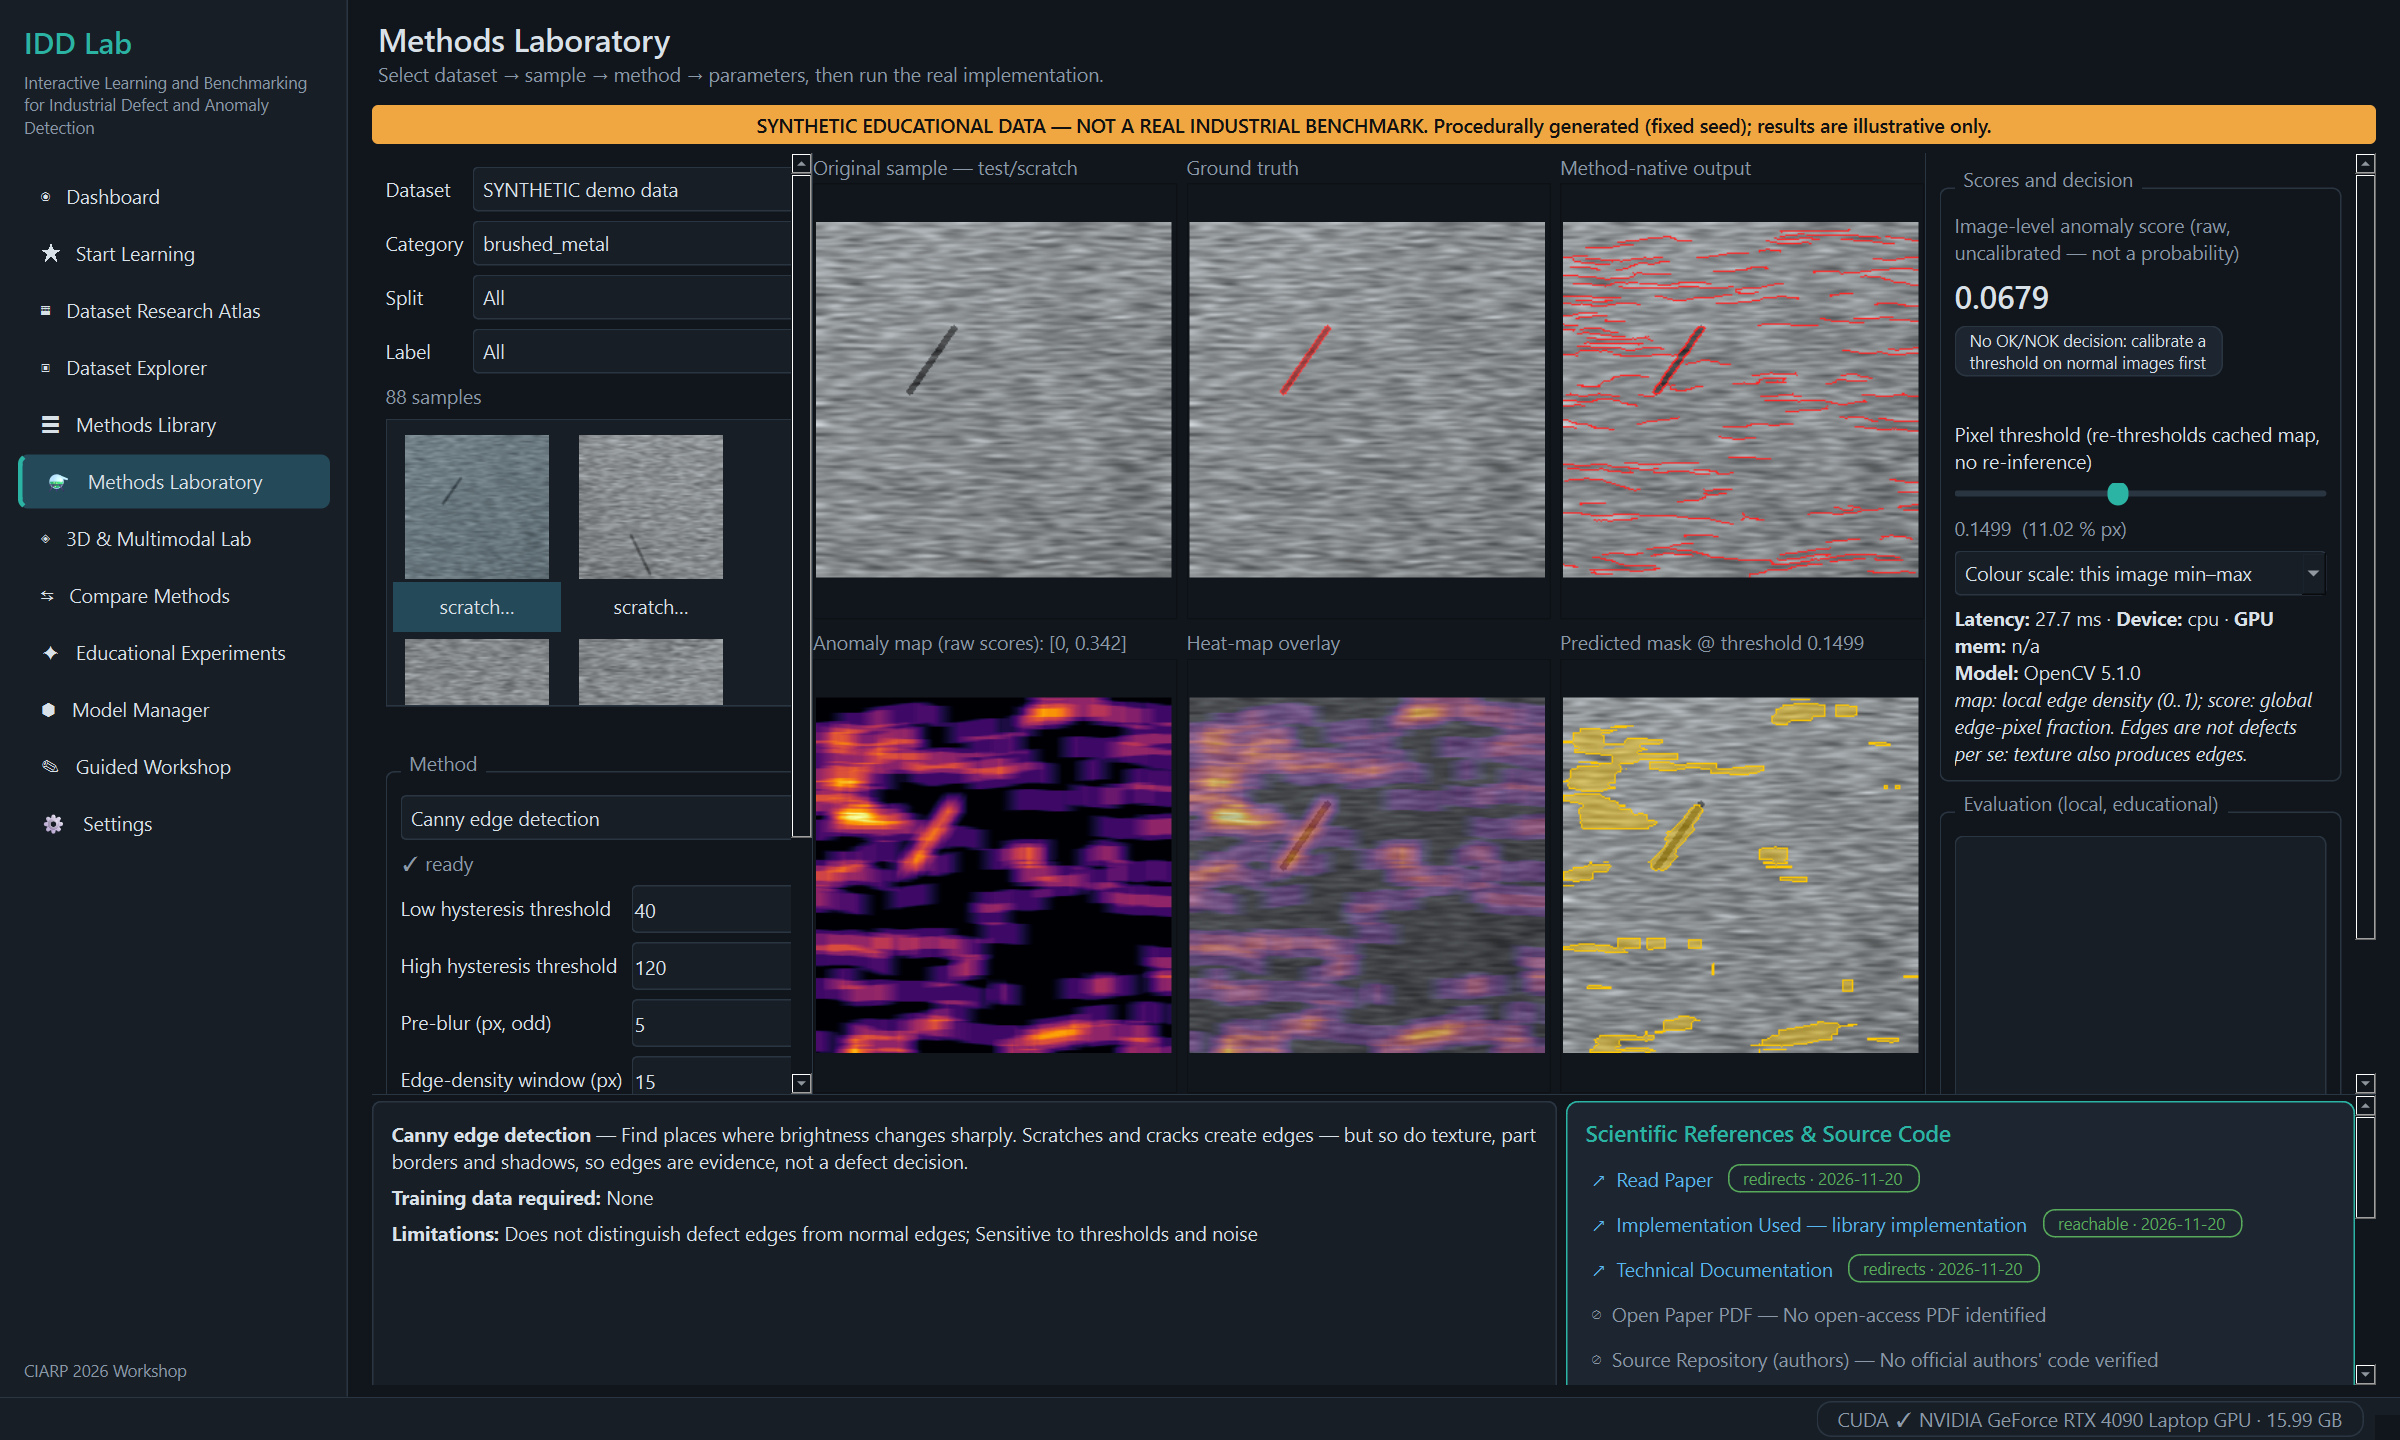 IDD Lab
Interactive Learning and Benchmarking
for Industrial Defect and Anomaly
Detection
Dashboard
Start Learning
Dataset Research Atlas
Dataset Explorer
Methods Library
Methods Laboratory
3D & Multimodal Lab
Compare Methods
Educational Experiments
Model Manager
Guided Workshop
Settings
CIARP 2026 Workshop
Methods Laboratory
Select dataset → sample → method → parameters, then run the real implementation.
SYNTHETIC EDUCATIONAL DATA — NOT A REAL INDUSTRIAL BENCHMARK. Procedurally generated (fixed seed); results are illustrative only.
Dataset SYNTHETIC demo data
Category brushed_metal
Split All
Label All
88 samples
scratch... scratch...
Method
Canny edge detection
✓ ready
Low hysteresis threshold 40
High hysteresis threshold 120
Pre-blur (px, odd) 5
Edge-density window (px) 15
Original sample — test/scratch
Ground truth
Method-native output
Anomaly map (raw scores): [0, 0.342]
Heat-map overlay
Predicted mask @ threshold 0.1499
Scores and decision
Image-level anomaly score (raw,
uncalibrated — not a probability)
0.0679
No OK/NOK decision: calibrate a
threshold on normal images first
Pixel threshold (re-thresholds cached map,
no re-inference)
0.1499 (11.02 % px)
Colour scale: this image min–max
Latency: 27.7 ms · Device: cpu · GPU
mem: n/a
Model: OpenCV 5.1.0
map: local edge density (0..1); score: global
edge-pixel fraction. Edges are not defects
per se: texture also produces edges.
Evaluation (local, educational)
Canny edge detection — Find places where brightness changes sharply. Scratches and cracks create edges — but so do texture, part
borders and shadows, so edges are evidence, not a defect decision.
Training data required: None
Limitations: Does not distinguish defect edges from normal edges; Sensitive to thresholds and noise
Scientific References & Source Code
↗ Read Paper redirects · 2026-11-20
↗ Implementation Used — library implementation reachable · 2026-11-20
↗ Technical Documentation redirects · 2026-11-20
⊘ Open Paper PDF — No open-access PDF identified
⊘ Source Repository (authors) — No official authors' code verified
CUDA ✓ NVIDIA GeForce RTX 4090 Laptop GPU · 15.99 GB